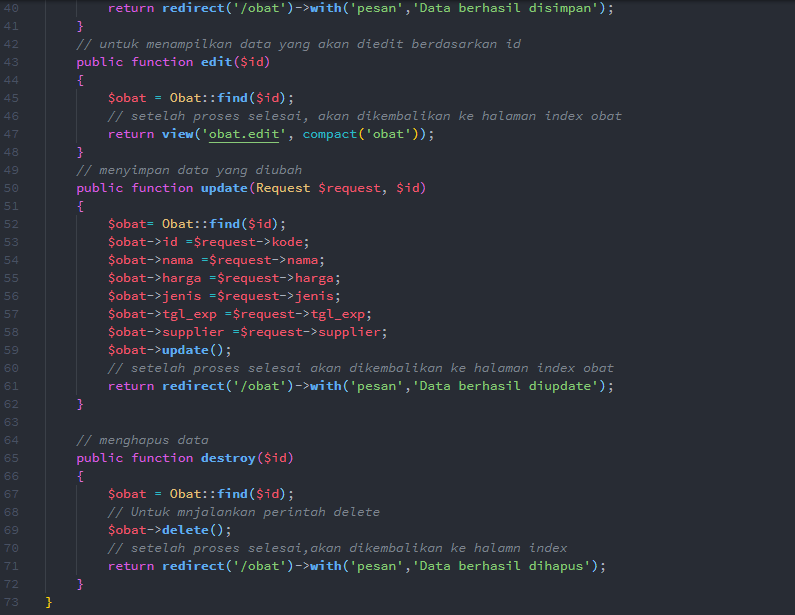 40 return redirect('/obat')->with('pesan','Data berhasil disimpan');
41 }
42 // untuk menampilkan data yang akan diedit berdasarkan id
43 public function edit($id)
44 {
45 $obat = Obat::find($id);
46 // setelah proses selesai, akan dikembalikan ke halaman index obat
47 return view('obat.edit', compact('obat'));
48 }
49 // menyimpan data yang diubah
50 public function update(Request $request, $id)
51 {
52 $obat= Obat::find($id);
53 $obat->id =$request->kode;
54 $obat->nama =$request->nama;
55 $obat->harga =$request->harga;
56 $obat->jenis =$request->jenis;
57 $obat->tgl_exp =$request->tgl_exp;
58 $obat->supplier =$request->supplier;
59 $obat->update();
60 // setelah proses selesai akan dikembalikan ke halaman index obat
61 return redirect('/obat')->with('pesan','Data berhasil diupdate');
62 }
63
64 // menghapus data
65 public function destroy($id)
66 {
67 $obat = Obat::find($id);
68 // Untuk mnjalankan perintah delete
69 $obat->delete();
70 // setelah proses selesai,akan dikembalikan ke halamn index
71 return redirect('/obat')->with('pesan','Data berhasil dihapus');
72 }
73 }